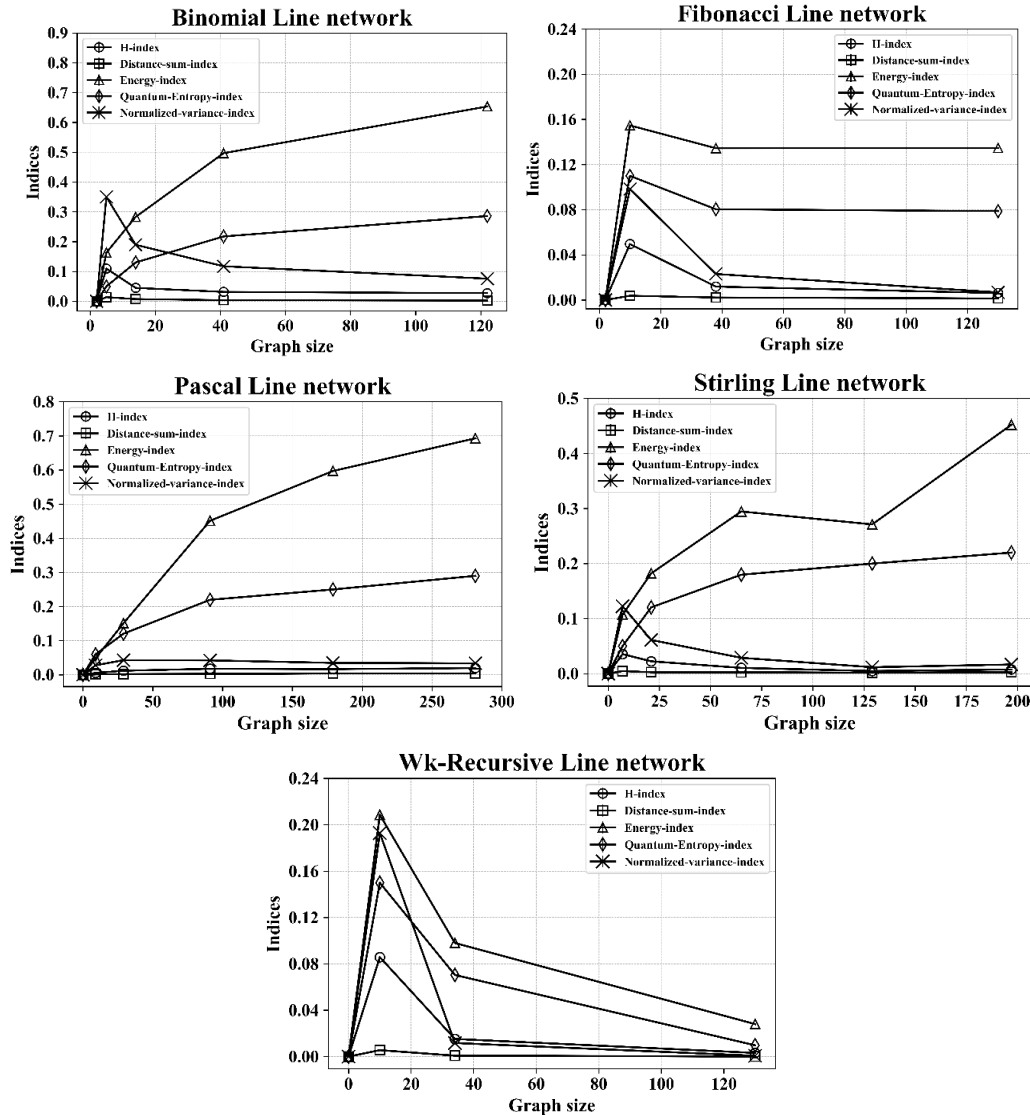 Binomial Line network
0.9
0.8
0.7
0.6
0.5
0.4
0.3
0.2
0.1
0.0
Indices
H-index
Distance-sum-index
Energy-index
Quantum-Entropy-index
Normalized-variance-index
0 20 40 60 80 100 120
Graph size
Fibonacci Line network
0.24
0.20
0.16
0.12
0.08
0.04
0.00
Indices
H-index
Distance-sum-index
Energy-index
Quantum-Entropy-index
Normalized-variance-index
0 20 40 60 80 100 120
Graph size
Pascal Line network
0.8
0.7
0.6
0.5
0.4
0.3
0.2
0.1
0.0
Indices
H-index
Distance-sum-index
Energy-index
Quantum-Entropy-index
Normalized-variance-index
0 50 100 150 200 250 300
Graph size
Stirling Line network
0.5
0.4
0.3
0.2
0.1
0.0
Indices
H-index
Distance-sum-index
Energy-index
Quantum-Entropy-index
Normalized-variance-index
0 25 50 75 100 125 150 175 200
Graph size
Wk-Recursive Line network
0.24
0.20
0.16
0.12
0.08
0.04
0.00
Indices
H-index
Distance-sum-index
Energy-index
Quantum-Entropy-index
Normalized-variance-index
0 20 40 60 80 100 120
Graph size